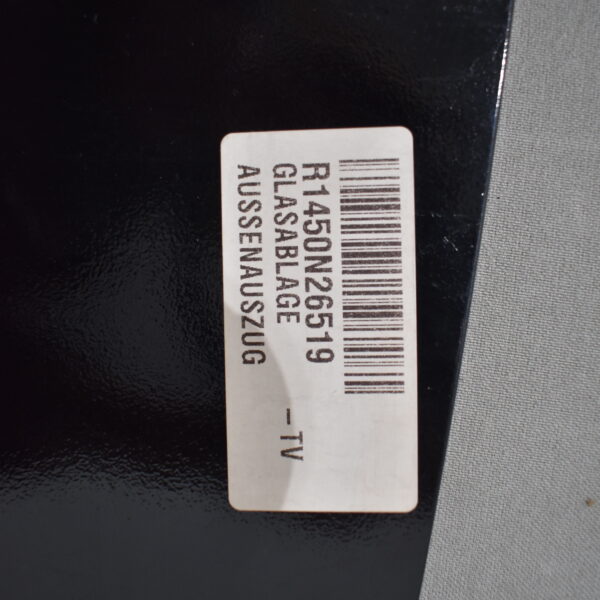 R1450N26519
GLASABLAGE – TV
AUSSENAUSZUG